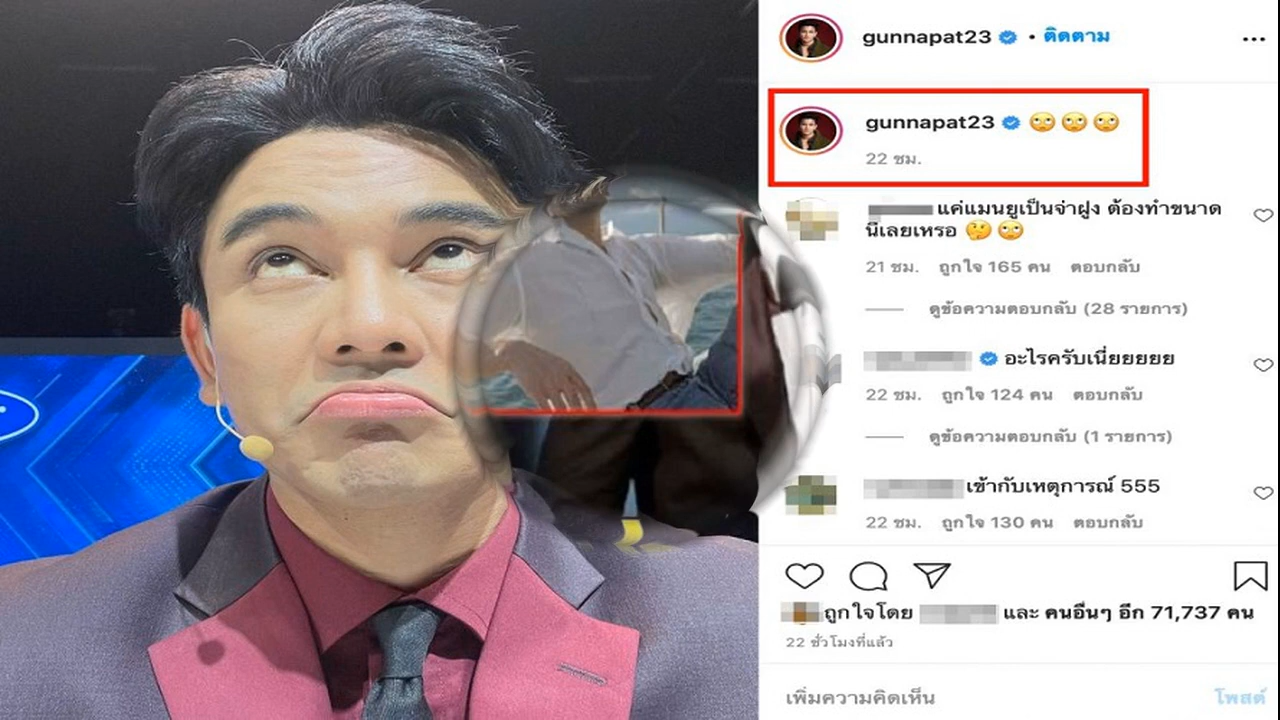 gunnapat23 • ติดตาม
gunnapat23 🙄🙄🙄
22 ชม.
แค่แมนยูเป็นจ่าฝูง ต้องทำขนาด
นี้เลยเหรอ 🤔🙄
21 ชม. ถูกใจ 165 คน ตอบกลับ
ดูข้อความตอบกลับ (28 รายการ)
อะไรครับเนี่ยยยยย
22 ชม. ถูกใจ 124 คน ตอบกลับ
ดูข้อความตอบกลับ (1 รายการ)
เข้ากับเหตุการณ์ 555
22 ชม. ถูกใจ 130 คน ตอบกลับ
ถูกใจโดย และ คนอื่นๆ อีก 71,737 คน
22 ชั่วโมงที่แล้ว
เพิ่มความคิดเห็น โพสต์